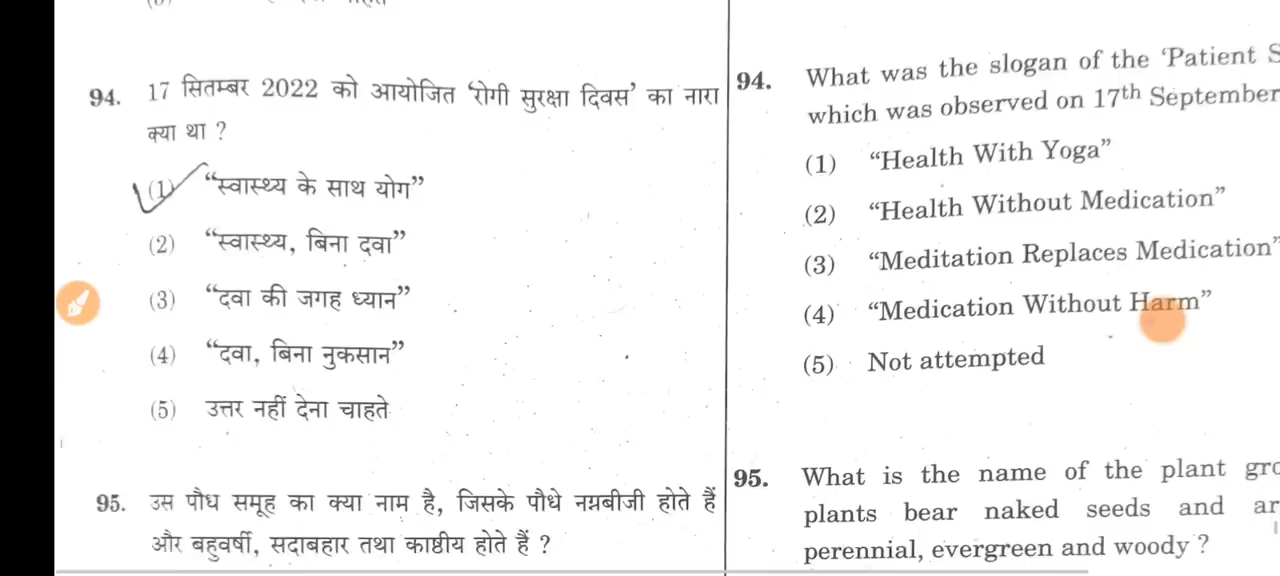 94. 17 सितम्बर 2022 को आयोजित ‘रोगी सुरक्षा दिवस’ का नारा
क्या था ?
(1) “स्वास्थ्य के साथ योग”
(2) “स्वास्थ्य, बिना दवा”
(3) “दवा की जगह ध्यान”
(4) “दवा, बिना नुकसान”
(5) उत्तर नहीं देना चाहते
95. उस पौध समूह का क्या नाम है, जिसके पौधे नग्नबीजी होते हैं
और बहुवर्षी, सदाबहार तथा काष्ठीय होते हैं ?
94. What was the slogan of the ‘Patient
which was observed on 17th September
(1) “Health With Yoga”
(2) “Health Without Medication”
(3) “Meditation Replaces Medication”
(4) “Medication Without Harm”
(5) Not attempted
95. What is the name of the plant
plants bear naked seeds and
perennial, evergreen and woody ?